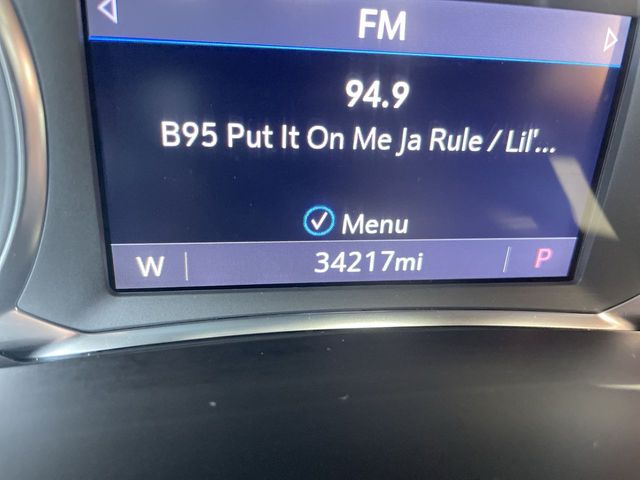 FM
94.9
B95 Put It On Me Ja Rule / Lil'...
Menu
W 34217mi P